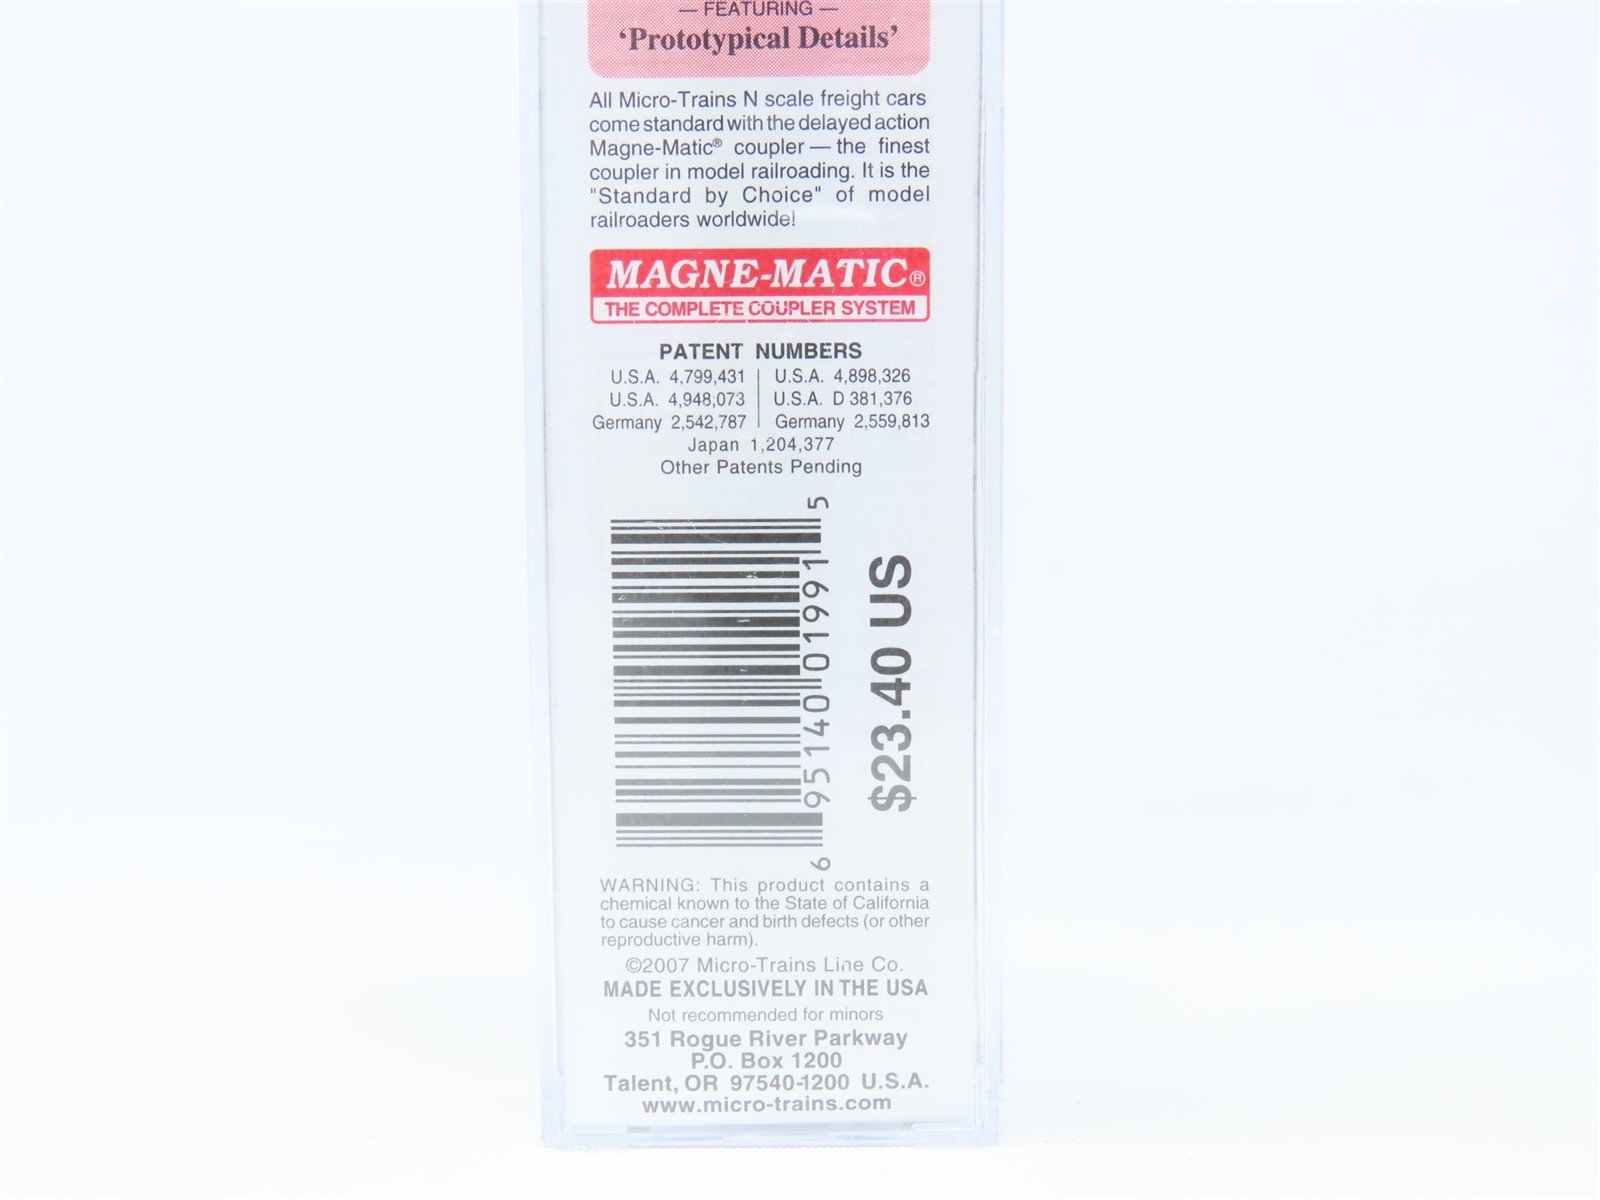 — FEATURING —
‘Prototypical Details’
All Micro-Trains N scale freight cars
come standard with the delayed action
Magne-Matic® coupler — the finest
coupler in model railroading. It is the
"Standard by Choice" of model
railroaders worldwide!
MAGNE-MATIC®
THE COMPLETE COUPLER SYSTEM
PATENT NUMBERS
U.S.A. 4,799,431 | U.S.A. 4,898,326
U.S.A. 4,948,073 | U.S.A. D 381,376
Germany 2,542,787 | Germany 2,559,813
Japan 1,204,377
Other Patents Pending
6 95140 01991 5
$23.40 US
WARNING: This product contains a
chemical known to the State of California
to cause cancer and birth defects (or other
reproductive harm).
©2007 Micro-Trains Line Co.
MADE EXCLUSIVELY IN THE USA
Not recommended for minors
351 Rogue River Parkway
P.O. Box 1200
Talent, OR 97540-1200 U.S.A.
www.micro-trains.com